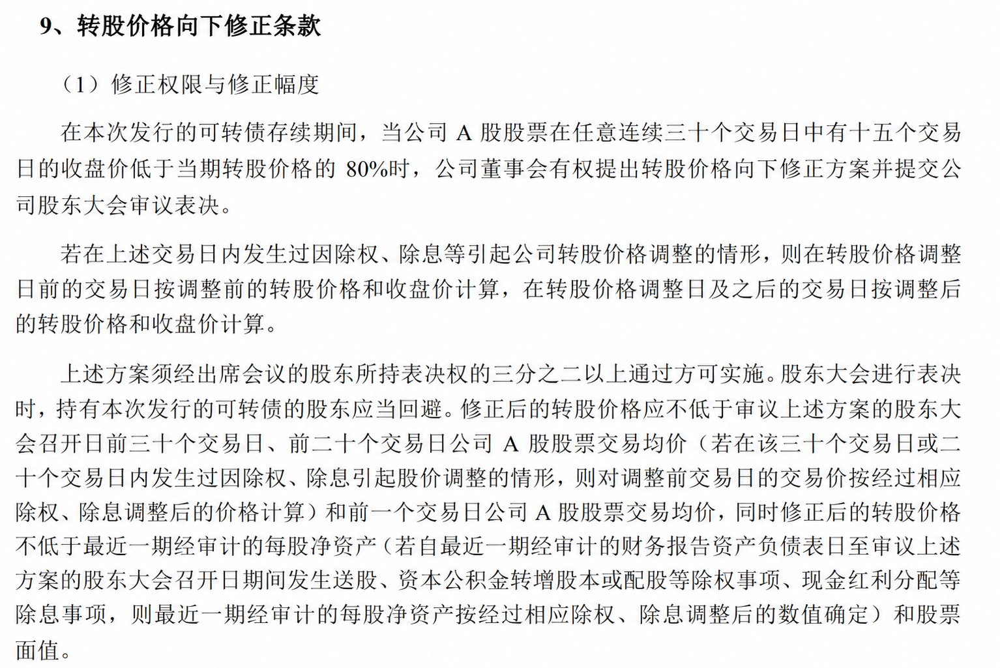 9、转股价格向下修正条款
（1）修正权限与修正幅度
在本次发行的可转债存续期间，当公司 A 股股票在任意连续三十个交易日中有十五个交易
日的收盘价低于当期转股价格的 80%时，公司董事会有权提出转股价格向下修正方案并提交公
司股东大会审议表决。
若在上述交易日内发生过因除权、除息等引起公司转股价格调整的情形，则在转股价格调整
日前的交易日按调整前的转股价格和收盘价计算，在转股价格调整日及之后的交易日按调整后
的转股价格和收盘价计算。
上述方案须经出席会议的股东所持表决权的三分之二以上通过方可实施。股东大会进行表决
时，持有本次发行的可转债的股东应当回避。修正后的转股价格应不低于审议上述方案的股东大
会召开日前三十个交易日、前二十个交易日公司 A 股股票交易均价（若在该三十个交易日或二
十个交易日内发生过因除权、除息引起股价调整的情形，则对调整前交易日的交易价按经过相应
除权、除息调整后的价格计算）和前一个交易日公司 A 股股票交易均价，同时修正后的转股价格
不低于最近一期经审计的每股净资产（若自最近一期经审计的财务报告资产负债表日至审议上述
方案的股东大会召开日期间发生送股、资本公积金转增股本或配股等除权事项、现金红利分配等
除息事项，则最近一期经审计的每股净资产按经过相应除权、除息调整后的数值确定）和股票
面值。